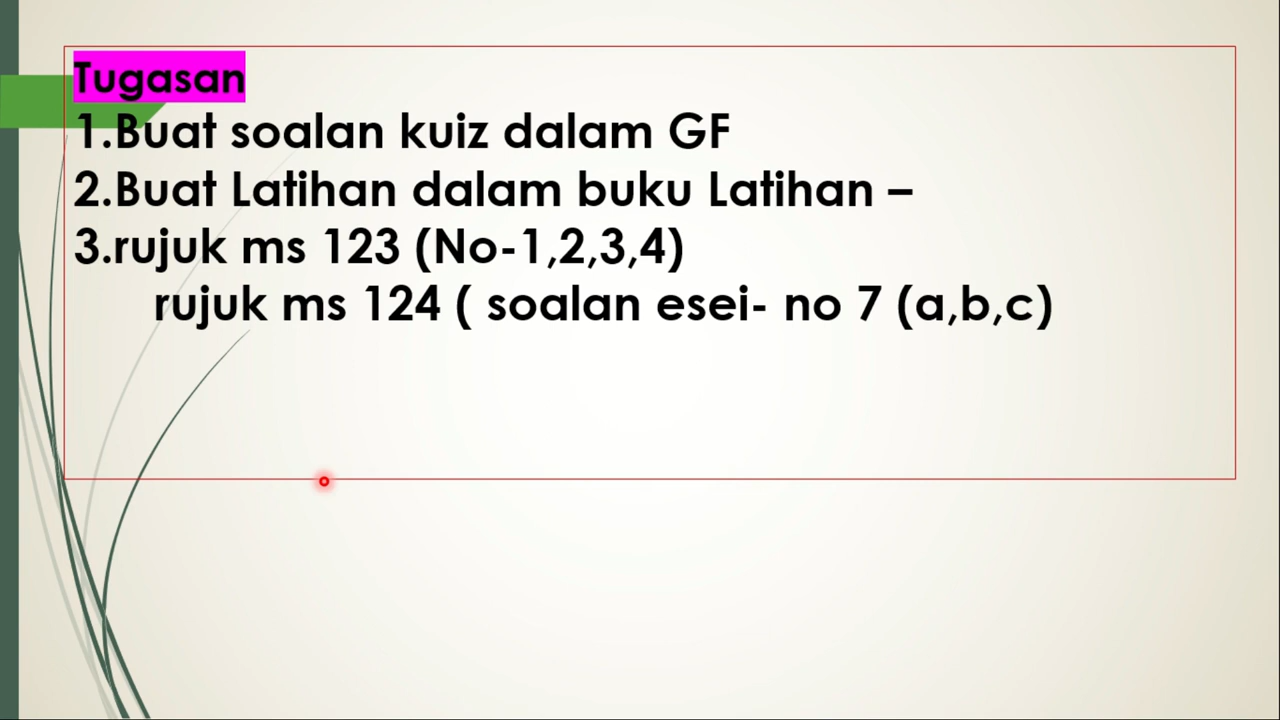 Tugasan
1.Buat soalan kuiz dalam GF
2.Buat Latihan dalam buku Latihan –
3.rujuk ms 123 (No-1,2,3,4)
rujuk ms 124 ( soalan esei- no 7 (a,b,c)